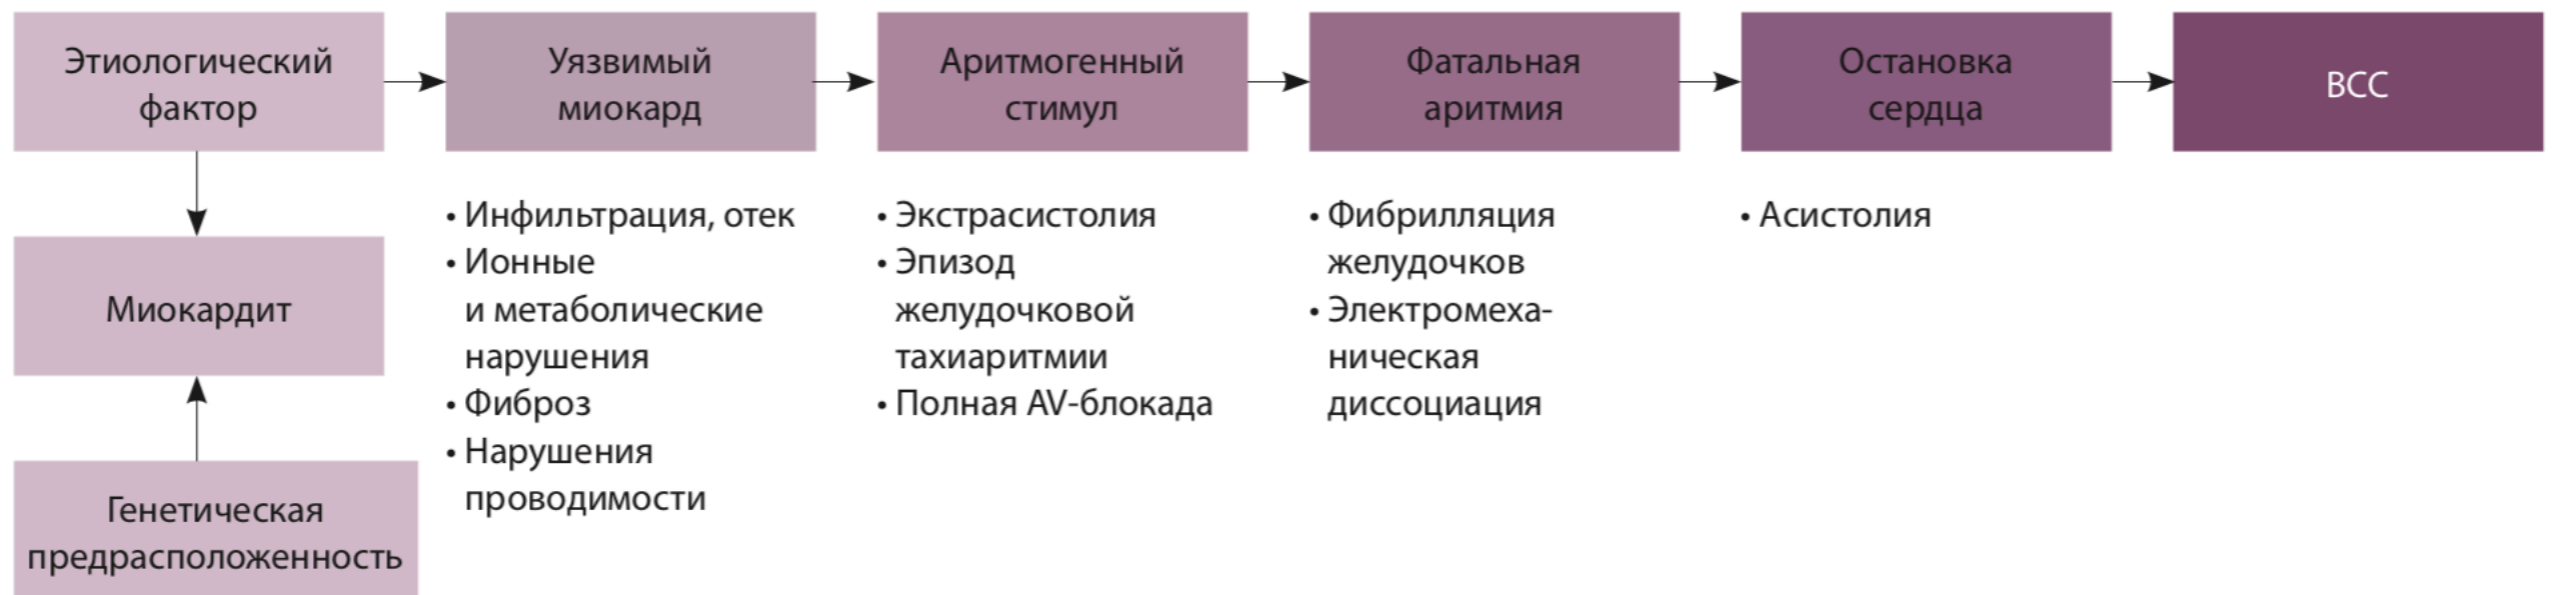 Этиологический
фактор
Уязвимый
миокард
Аритмогенный
стимул
Фатальная
аритмия
Остановка
сердца
ВСС
Миокардит
Генетическая
предрасположенность
• Инфильтрация, отек
• Ионные
и метаболические
нарушения
• Фиброз
• Нарушения
проводимости
• Экстрасистолия
• Эпизод
желудочковой
тахиаритмии
• Полная AV-блокада
• Фибрилляция
желудочков
• Электромеха-
ническая
диссоциация
• Асистолия